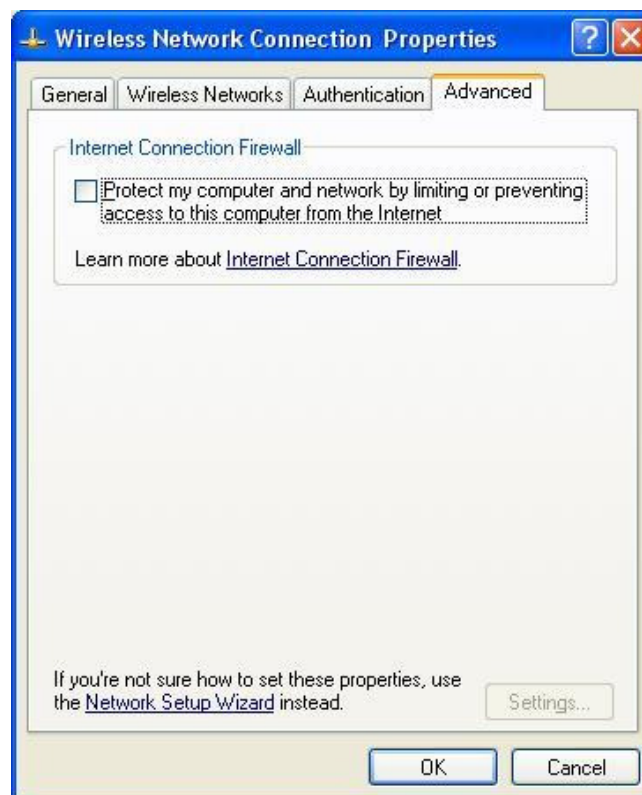 Wireless Network Connection Properties
General
Wireless Networks
Authentication
Advanced
Internet Connection Firewall
Protect my computer and network by limiting or preventing
access to this computer from the Internet
Learn more about Internet Connection Firewall.
If you're not sure how to set these properties, use
the Network Setup Wizard instead.
Settings...
OK
Cancel